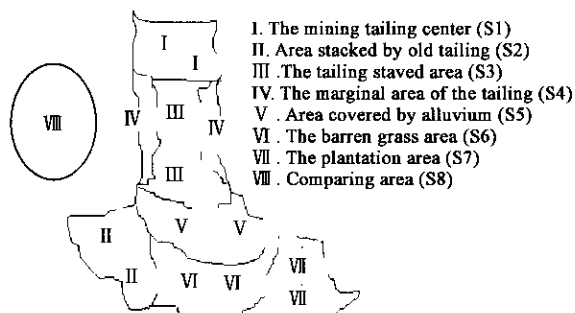 I. The mining tailing center (S1)
II. Area stacked by old tailing (S2)
III .The tailing staved area (S3)
IV. The marginal area of the tailing (S4)
V . Area covered by alluvium (S5)
VI . The barren grass area (S6)
VII . The plantation area (S7)
VIII . Comparing area (S8)
I
I
VIII
IV
III
IV
III
II
V
V
II
VI
VI
VII
VII